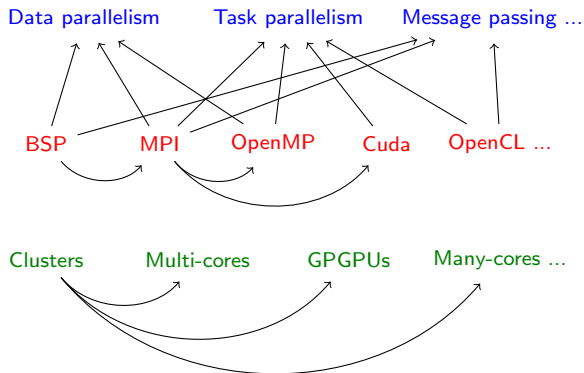 Data parallelism Task parallelism Message passing ...
BSP MPI OpenMP Cuda OpenCL ...
Clusters Multi-cores GPGPUs Many-cores ...